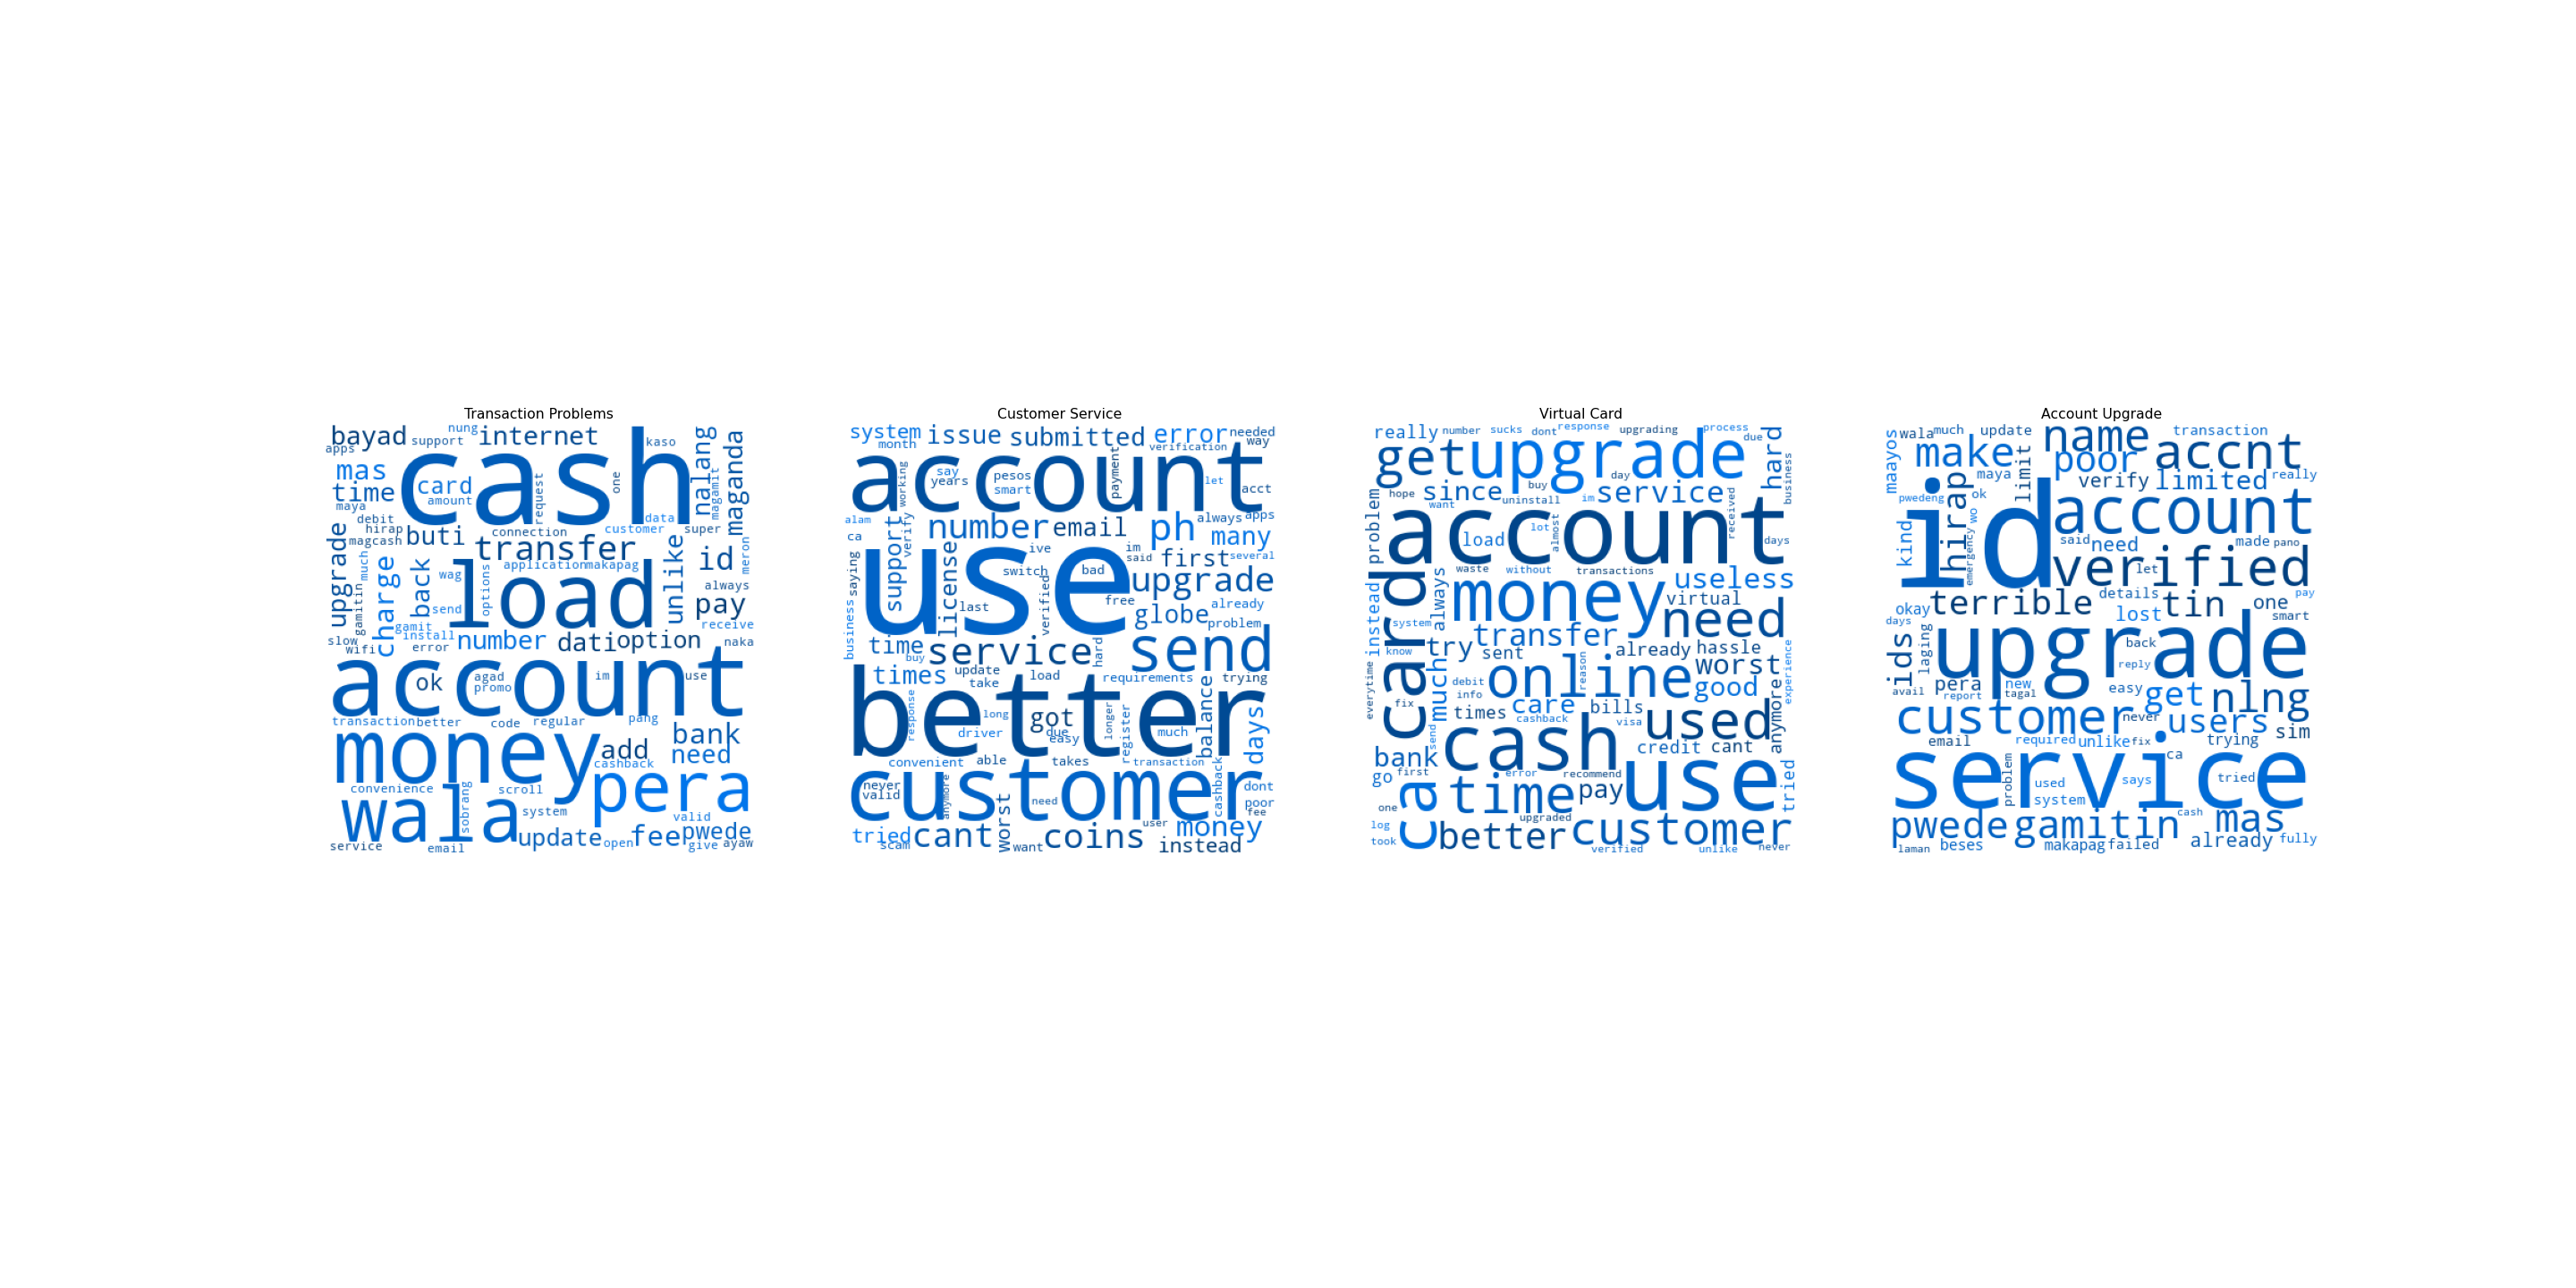 Transaction Problems
bayad
nung
support
internet
apps
kaso
cash
mas
card
time
amount
maya
request
one
nalang
magamit
maganda
debit
hirap
magcash
buti
connection
data
customer
super
transfer
upgrade
much
gamitin
charge
back
wag
application
makapag
options
load
unlike
id
meron
always
pay
receive
send
gamit
install
error
number
dati
option
naka
slow
wifi
account
ok
agad
promo
im
use
transaction
better
code
regular
pang
money
add
bank
need
cashback
convenience
scroll
pera
wala
sobrang
system
valid
update
fee
pwede
service
email
open
give
ayaw
Customer Service
system
month
issue
submitted
error
needed
verification
way
account
working
say
years
pesos
smart
payment
let
acct
alam
ca
number
email
ph
always
apps
many
saying
support
verify
license
use
ive
switch
bad
im
said
first
several
upgrade
verified
last
free
globe
already
problem
business
time
buy
service
hard
send
times
update
take
load
requirements
trying
better
response
long
driver
got
due
easy
longer
register
much
balance
days
convenient
able
takes
transaction
customer
never
valid
anymore
need
cashback
dont
poor
fee
tried
scam
cant
worst
want
coins
user
money
instead
Virtual Card
really
number
sucks
dont
response
upgrading
process
due
get
upgrade
day
hard
business
hope
since
uninstall
buy
im
service
want
problem
account
load
lot
almost
received
days
waste
without
transactions
card
always
money
useless
virtual
need
instead
system
know
try
transfer
sent
reason
already
hassle
everytime
much
debit
info
online
worst
good
experience
fix
times
care
bills
cashback
visa
used
anymore
send
bank
go
first
cash
credit
cant
error
recommend
ca
time
pay
use
tried
one
log
took
better
upgraded
customer
verified
unlike
never
Account Upgrade
wala
much
update
name
transaction
maayos
make
poor
accnt
maya
limit
verify
limited
really
pwedeng
ok
id
hirap
wo
emergency
account
kind
said
need
made
pano
verified
let
okay
days
terrible
details
tin
lost
one
pay
smart
ids
laging
upgrade
back
reply
avail
pera
report
new
tagal
easy
get
nlng
customer
never
users
sim
email
required
unlike
fix
trying
ca
service
problem
used
system
says
tried
cash
pwede
gamitin
mas
laman
beses
makapag
failed
already
fully